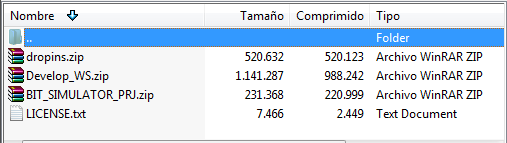 Nombre Tamaño Comprimido Tipo
.. Folder
dropins.zip 520.632 520.123 Archivo WinRAR ZIP
Develop_WS.zip 1.141.287 988.242 Archivo WinRAR ZIP
BIT_SIMULATOR_PRJ.zip 231.368 220.999 Archivo WinRAR ZIP
LICENSE.txt 7.466 2.449 Text Document